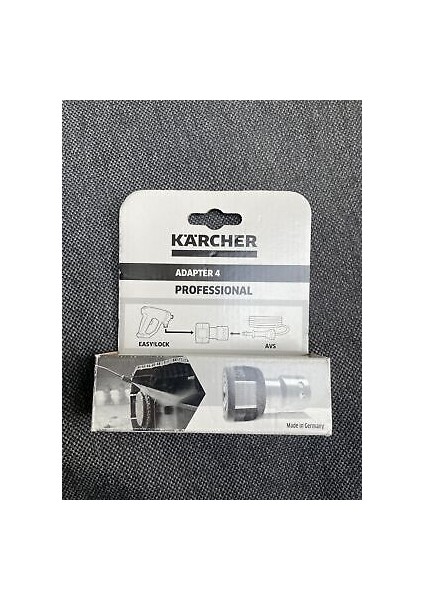 KÄRCHER
ADAPTER 4
PROFESSIONAL
EASY!LOCK
AVS
Made in Germany